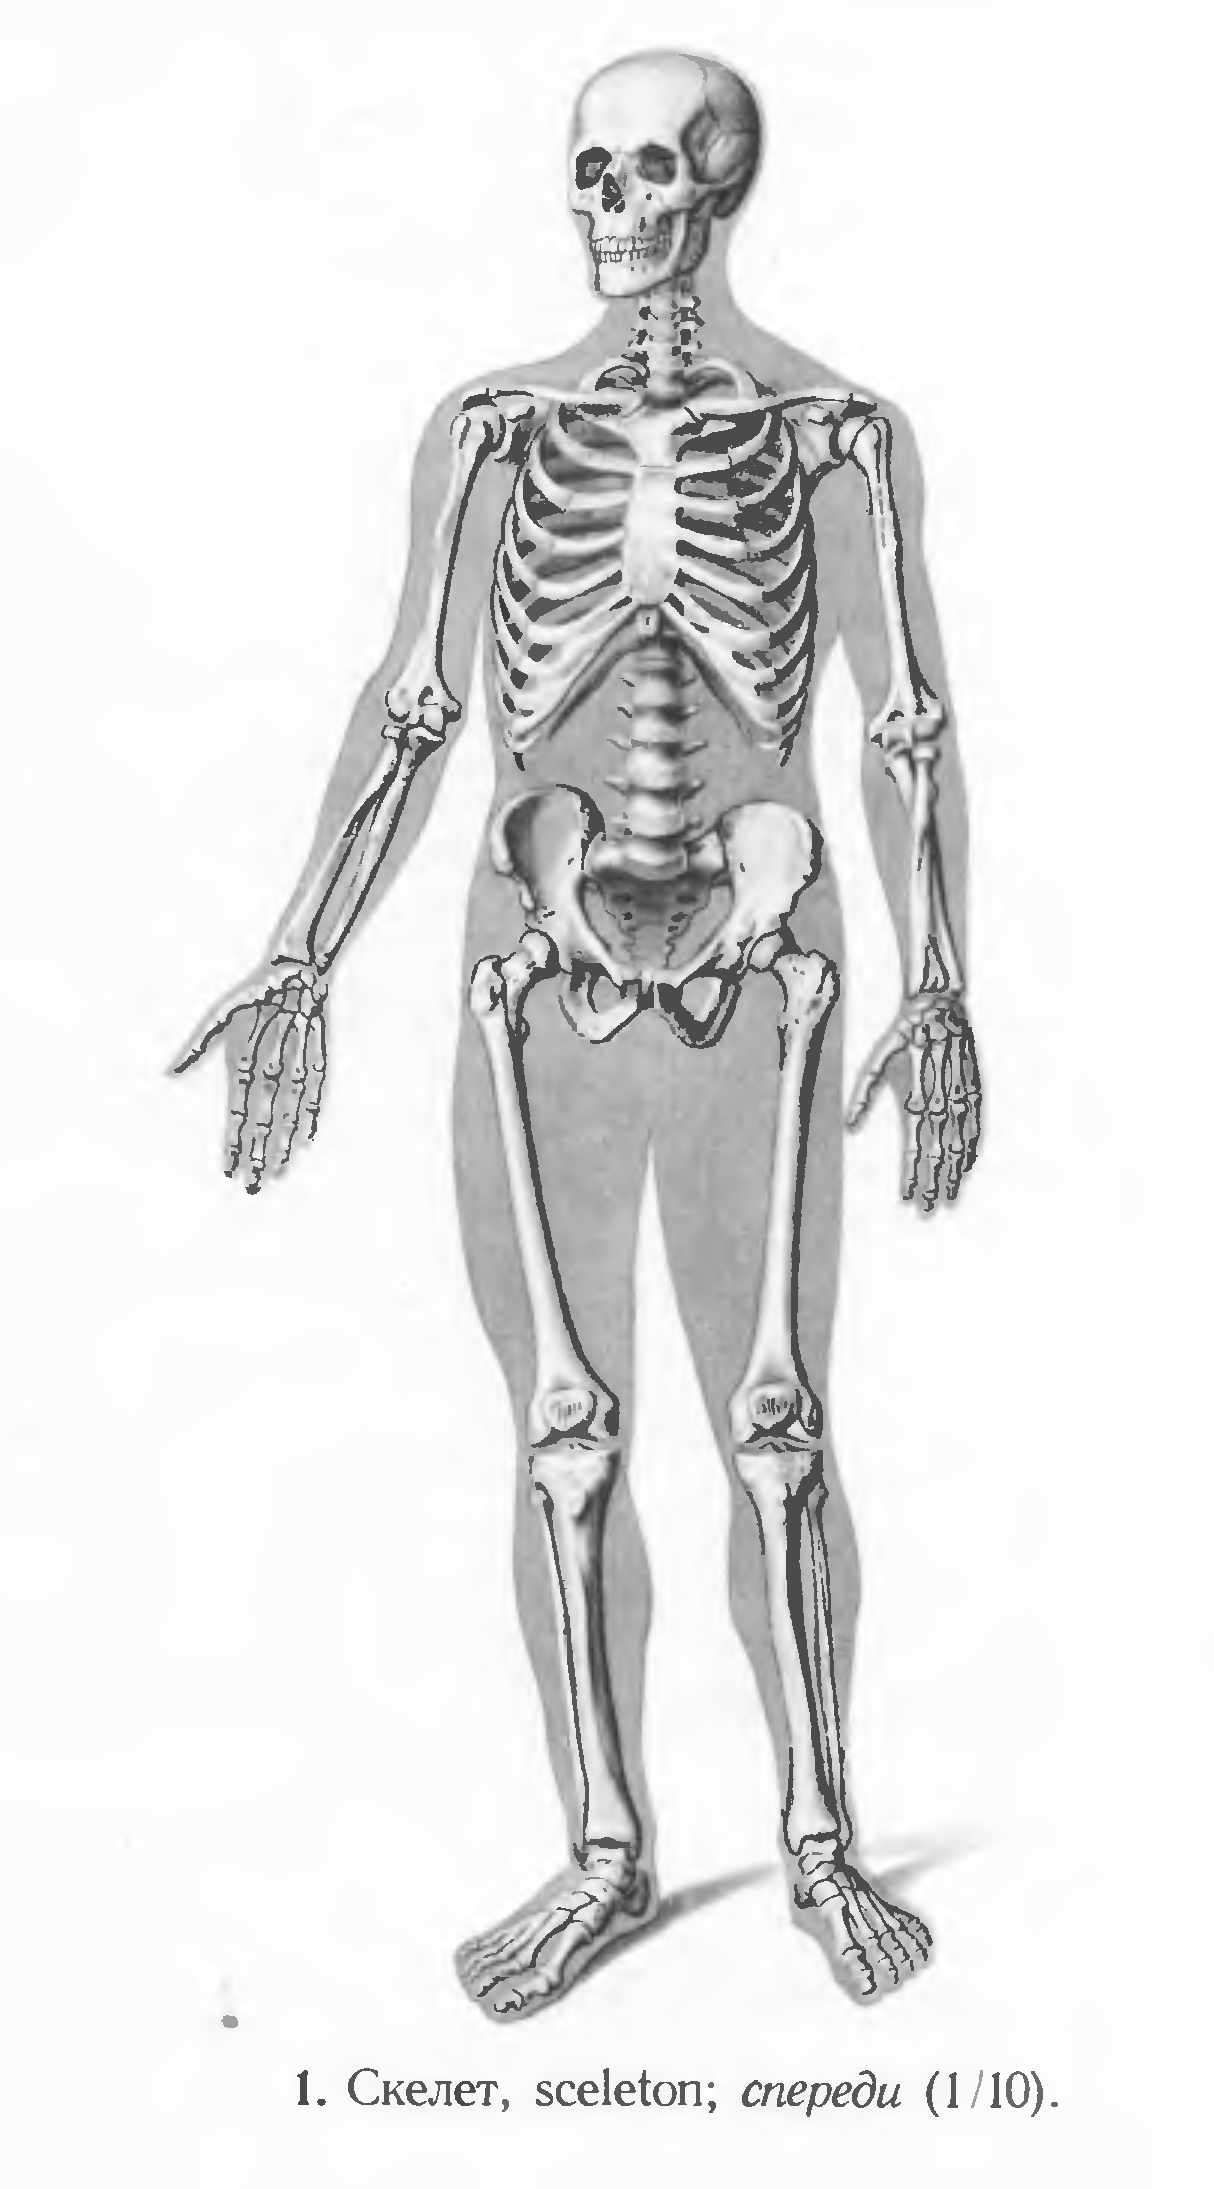 1. Скелет, sceleton; спереди (1/10).